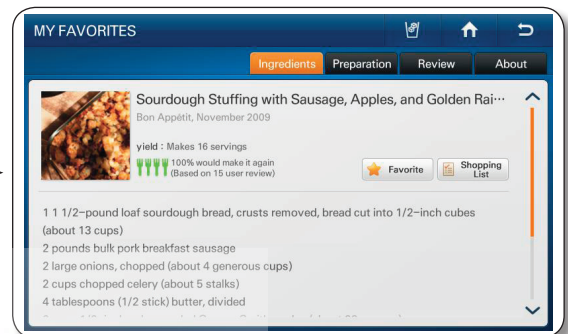 MY FAVORITES
Ingredients Preparation Review About
Sourdough Stuffing with Sausage, Apples, and Golden Rai···
Bon Appétit, November 2009
yield : Makes 16 servings
100% would make it again
(Based on 15 user review)
Favorite
Shopping
List
1 1 1/2-pound loaf sourdough bread, crusts removed, bread cut into 1/2-inch cubes
(about 13 cups)
2 pounds bulk pork breakfast sausage
2 large onions, chopped (about 4 generous cups)
2 cups chopped celery (about 5 stalks)
4 tablespoons (1/2 stick) butter, divided